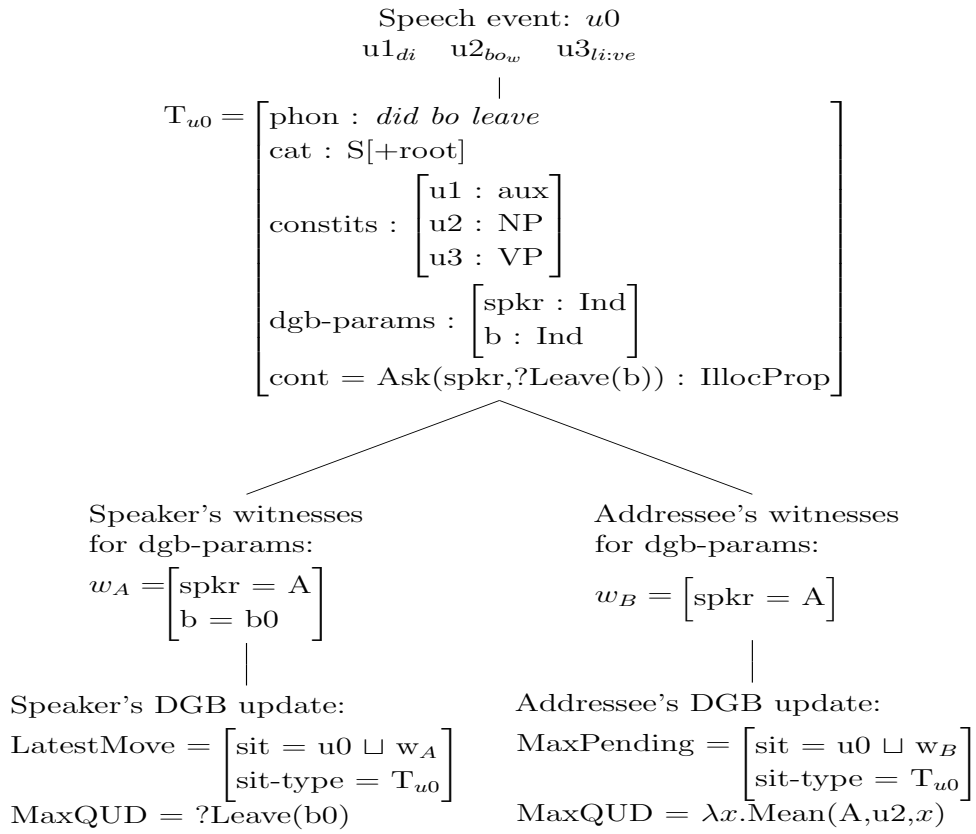 Speech event: u0
u1_di u2_bo_w u3_li:ve
T_u0 = [phon : did bo leave
cat : S[+root]
constits : [u1 : aux
u2 : NP
u3 : VP]
dgb-params : [spkr : Ind
b : Ind]
cont = Ask(spkr,?Leave(b)) : IllocProp]
Speaker's witnesses
for dgb-params:
w_A = [spkr = A
b = b0]
Addressee's witnesses
for dgb-params:
w_B = [spkr = A]
Speaker's DGB update:
LatestMove = [sit = u0 ⊔ w_A
sit-type = T_u0]
MaxQUD = ?Leave(b0)
Addressee's DGB update:
MaxPending = [sit = u0 ⊔ w_B
sit-type = T_u0]
MaxQUD = λx.Mean(A,u2,x)